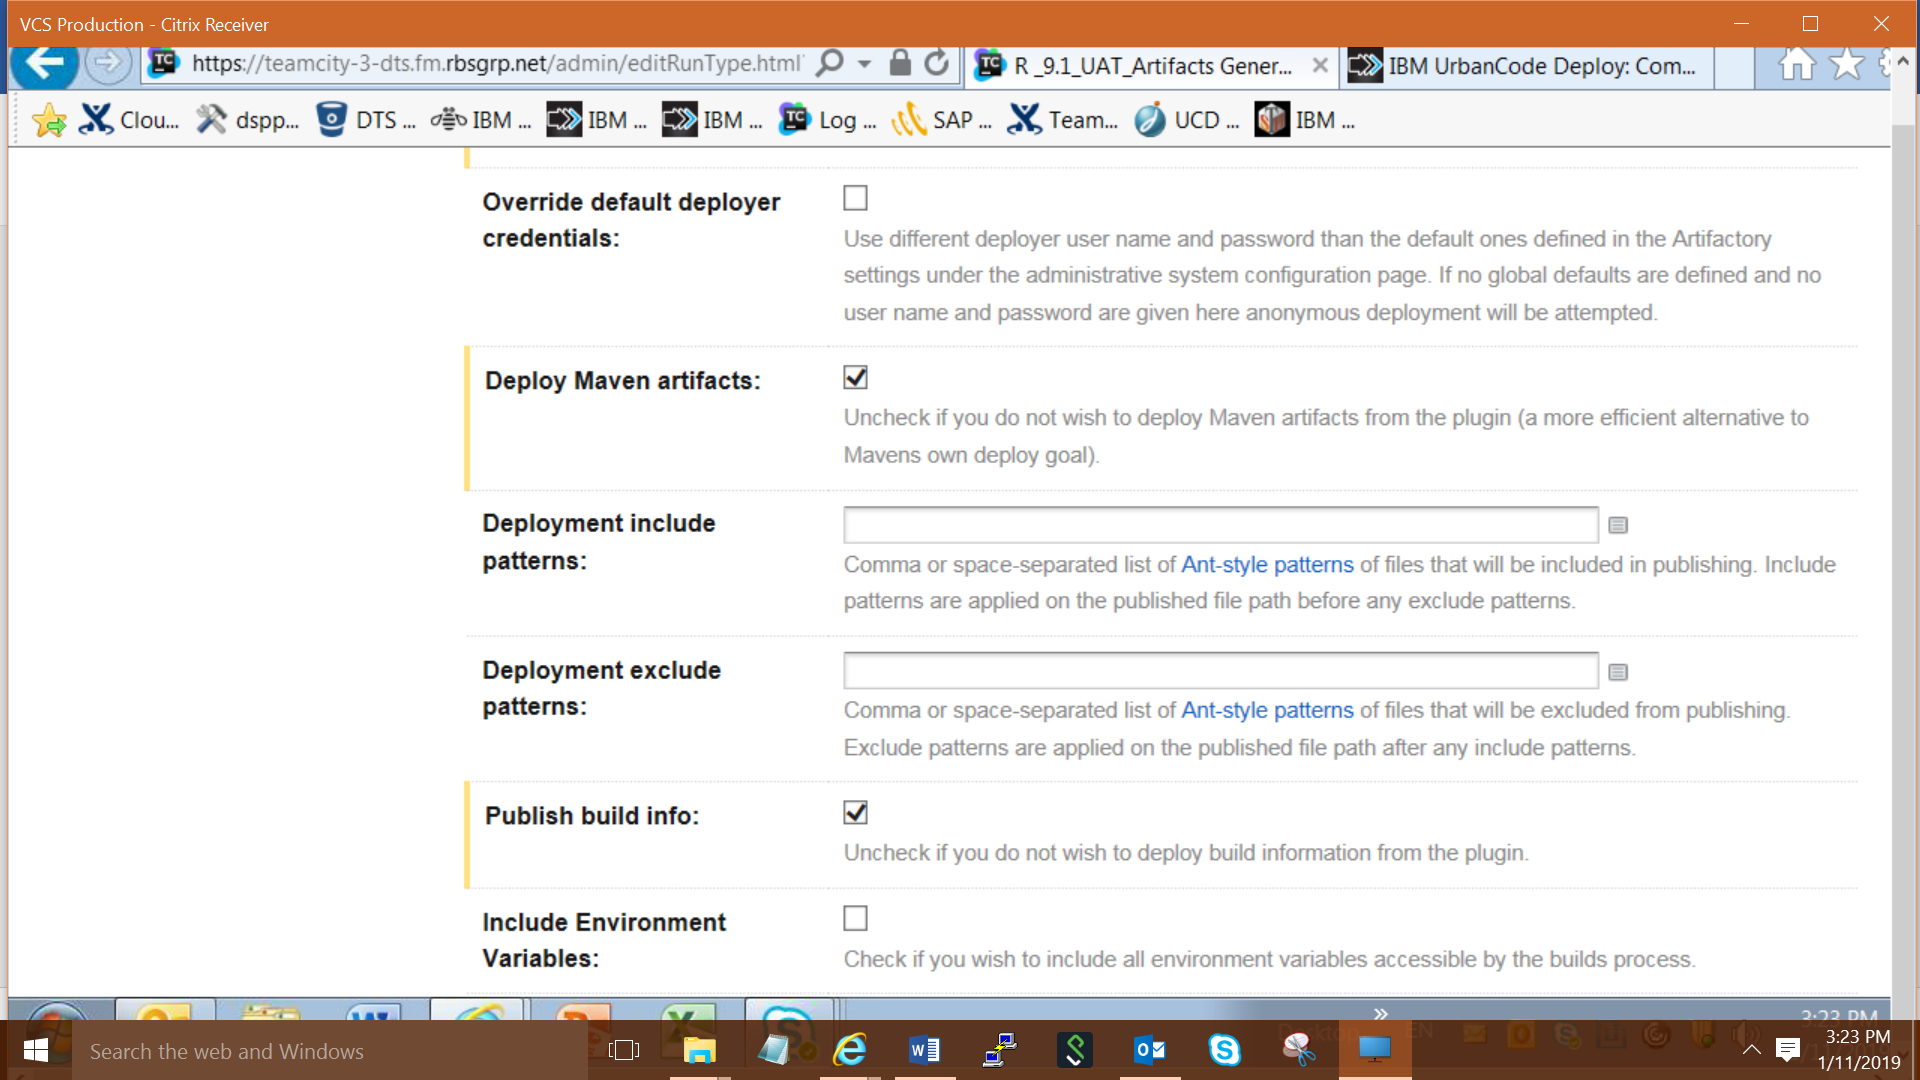 VCS Production - Citrix Receiver
https://teamcity-3-dts.fm.rbsgrp.net/admin/editRunType.html
TC R _9.1_UAT_Artifacts Gener...
IBM UrbanCode Deploy: Com...
Clou... dspp... DTS ... IBM ... IBM ... IBM ... TC Log ... SAP ... Team... UCD ... IBM ...
Override default deployer
credentials:
Use different deployer user name and password than the default ones defined in the Artifactory
settings under the administrative system configuration page. If no global defaults are defined and no
user name and password are given here anonymous deployment will be attempted.
Deploy Maven artifacts:
Uncheck if you do not wish to deploy Maven artifacts from the plugin (a more efficient alternative to
Mavens own deploy goal).
Deployment include
patterns:
Comma or space-separated list of Ant-style patterns of files that will be included in publishing. Include
patterns are applied on the published file path before any exclude patterns.
Deployment exclude
patterns:
Comma or space-separated list of Ant-style patterns of files that will be excluded from publishing.
Exclude patterns are applied on the published file path after any include patterns.
Publish build info:
Uncheck if you do not wish to deploy build information from the plugin.
Include Environment
Variables:
Check if you wish to include all environment variables accessible by the builds process.
3:23 PM
Search the web and Windows
Desktop
EN
3:23 PM
1/11/2019